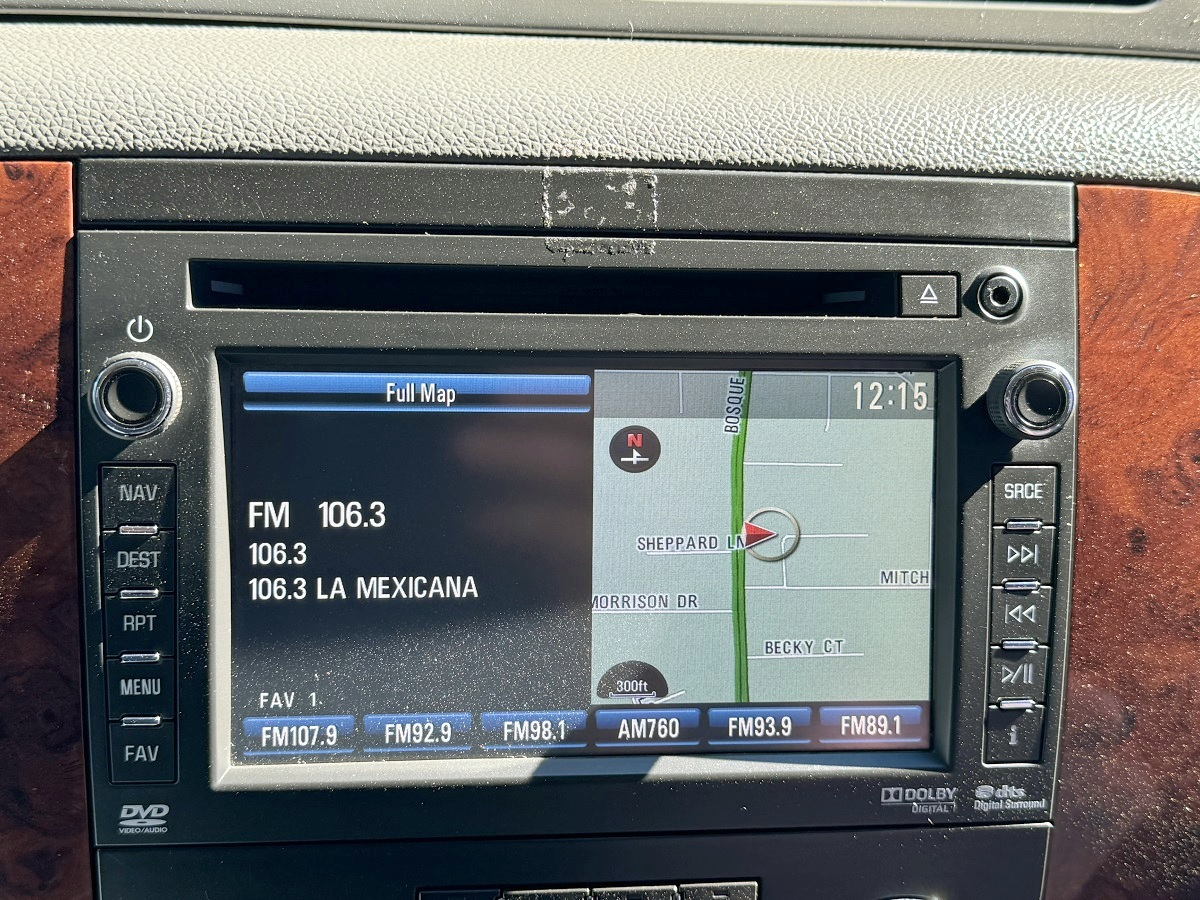 Full Map
FM 106.3
106.3
106.3 LA MEXICANA
FAV 1
FM107.9
FM92.9
FM98.1
AM760
FM93.9
FM89.1
BOSQUE
12:15
N
SHEPPARD LN
MITCH
MORRISON DR
BECKY CT
300ft
NAV
DEST
RPT
MENU
FAV
SRCE
i
DVD
VIDEO/AUDIO
DOLBY
DIGITAL
dts
Digital Surround